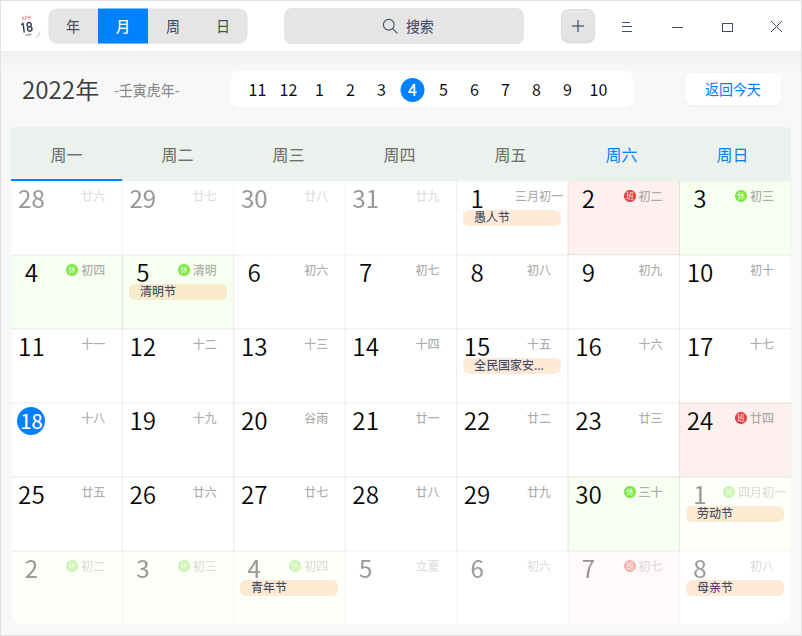 18 年 月 周 日 搜索
2022年 -壬寅虎年- 11 12 1 2 3 4 5 6 7 8 9 10 返回今天
周一 周二 周三 周四 周五 周六 周日
28 廿六 29 廿七 30 廿八 31 廿九 1 三月初一 2 班 初二 3 休 初三
愚人节
4 休 初四 5 休 清明 6 初六 7 初七 8 初八 9 初九 10 初十
清明节
11 十一 12 十二 13 十三 14 十四 15 十五 16 十六 17 十七
全民国家安...
18 十八 19 十九 20 谷雨 21 廿一 22 廿二 23 廿三 24 班 廿四
25 廿五 26 廿六 27 廿七 28 廿八 29 廿九 30 休 三十 1 休 四月初一
劳动节
2 休 初二 3 休 初三 4 休 初四 5 立夏 6 初六 7 班 初七 8 初八
青年节 母亲节